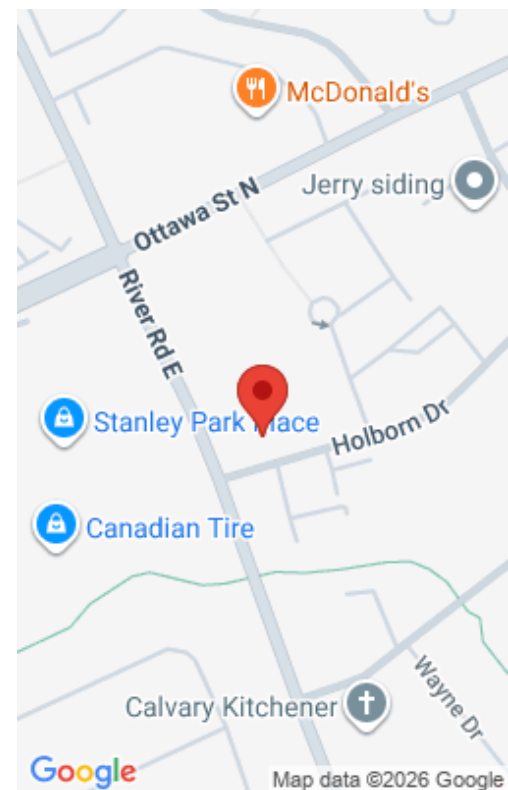 McDonald's
Jerry siding
Ottawa St N
River Rd E
Stanley Park Place
Holborn Dr
Canadian Tire
Wayne Dr
Calvary Kitchener
Google
Map data ©2026 Google